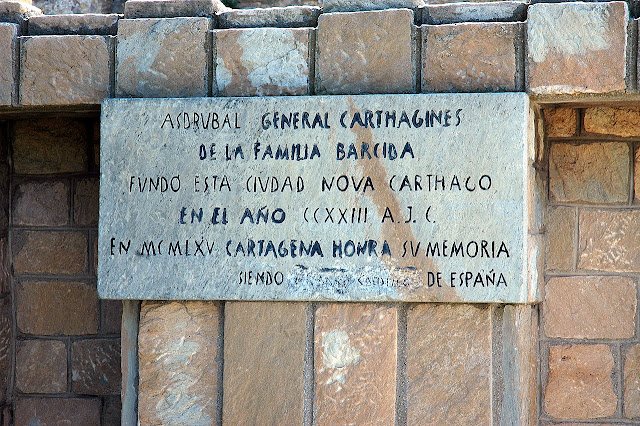 ASDRUBAL GENERAL CARTHAGINES
DE LA FAMILIA BARCIDA
FUNDO ESTA CIUDAD NOVA CARTHAGO
EN EL AÑO CCXXIII A.J.C.
EN MCMLXV CARTAGENA HONRA SU MEMORIA
SIENDO DE ESPAÑA